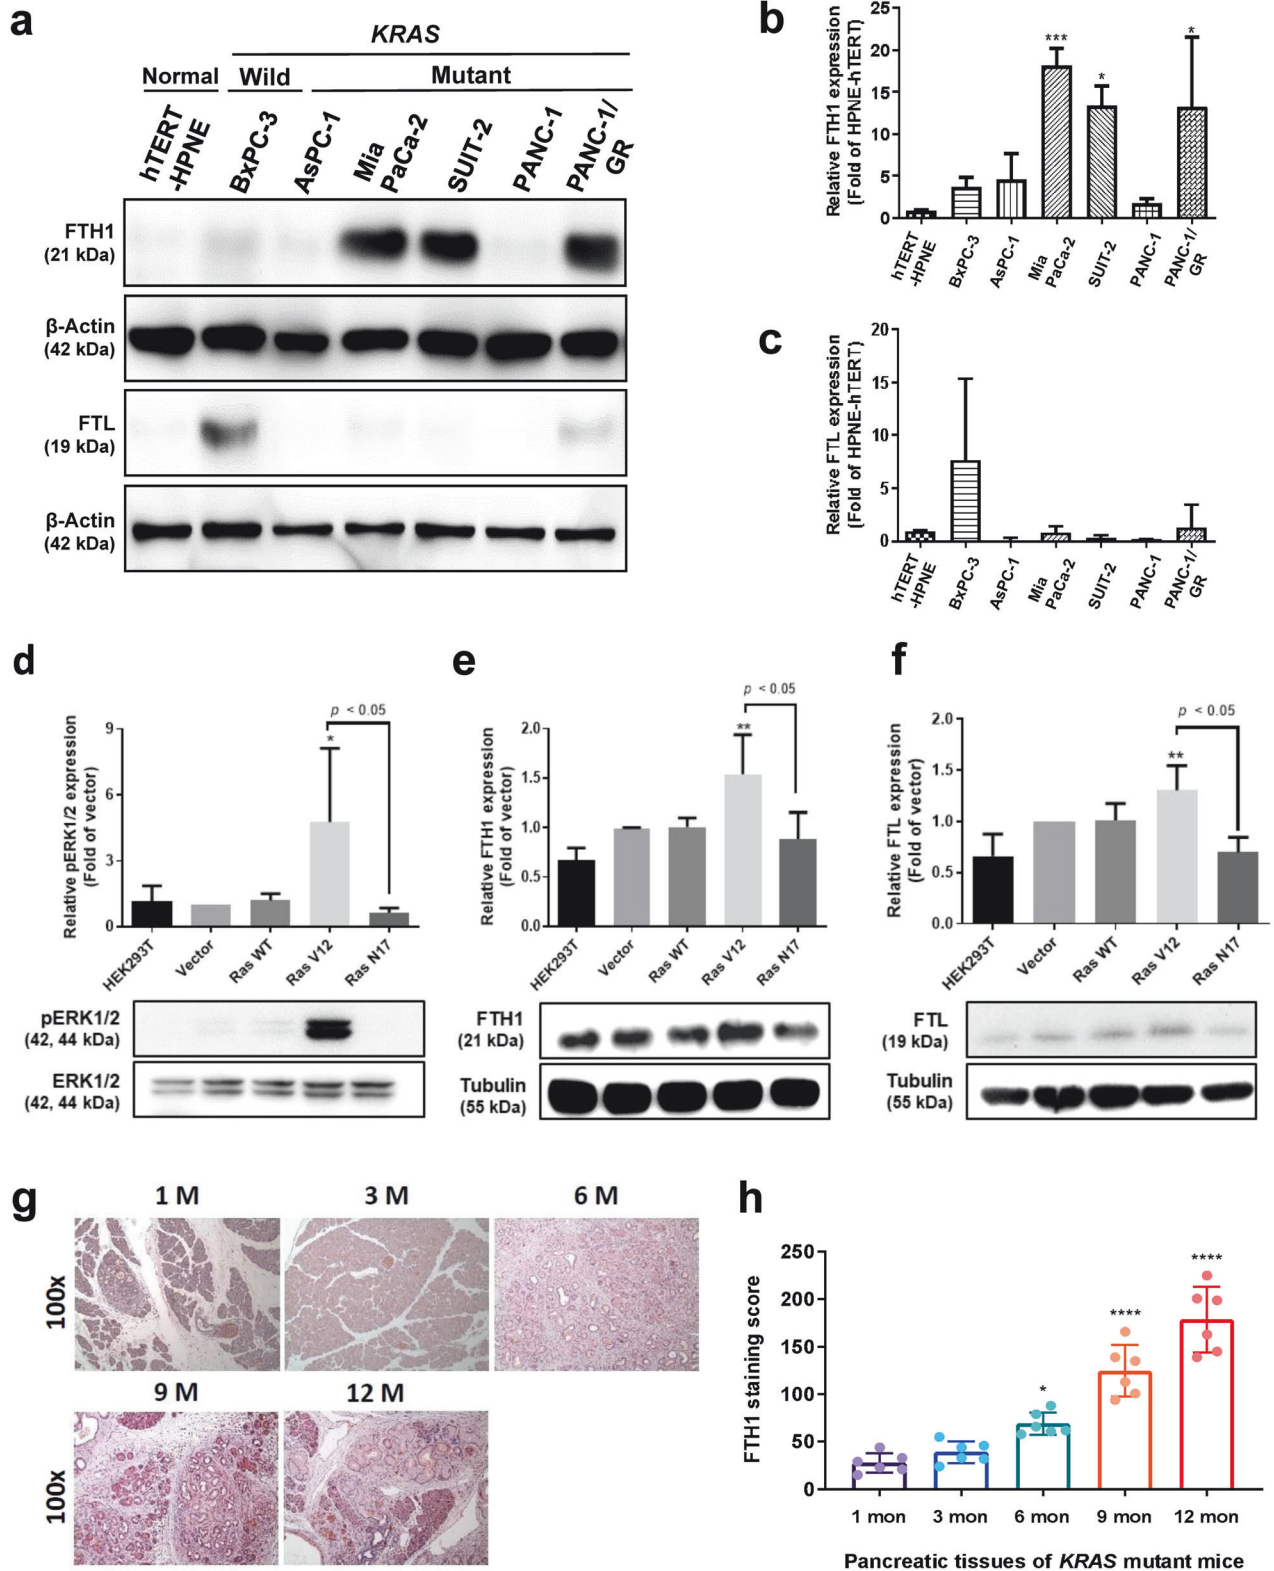 a
KRAS
Normal
Wild
Mutant
hTERT
-HPNE
BxPC-3
AsPC-1
Mia
PaCa-2
SUIT-2
PANC-1
PANC-1/
GR
FTH1
(21 kDa)
β-Actin
(42 kDa)
FTL
(19 kDa)
β-Actin
(42 kDa)
b
Relative FTH1 expression
(Fold of HPNE-hTERT)
25
20
15
10
5
0
***
*
*
hTERT
-HPNE
BxPC-3
AsPC-1
Mia
PaCa-2
SUIT-2
PANC-1
PANC-1/
GR
c
Relative FTL expression
(Fold of HPNE-hTERT)
20
15
10
5
0
hTERT
-HPNE
BxPC-3
AsPC-1
Mia
PaCa-2
SUIT-2
PANC-1
PANC-1/
GR
d
Relative pERK1/2 expression
(Fold of vector)
9
6
3
0
p < 0.05
*
HEK293T
Vector
Ras WT
Ras V12
Ras N17
pERK1/2
(42, 44 kDa)
ERK1/2
(42, 44 kDa)
e
Relative FTH1 expression
(Fold of vector)
2.0
1.5
1.0
0.5
0.0
p < 0.05
**
HEK293T
Vector
Ras WT
Ras V12
Ras N17
FTH1
(21 kDa)
Tubulin
(55 kDa)
f
Relative FTL expression
(Fold of vector)
2.0
1.5
1.0
0.5
0.0
p < 0.05
**
HEK293T
Vector
Ras WT
Ras V12
Ras N17
FTL
(19 kDa)
Tubulin
(55 kDa)
g
1 M
3 M
6 M
100x
9 M
12 M
100x
h
FTH1 staining score
250
200
150
100
50
0
*
****
****
1 mon
3 mon
6 mon
9 mon
12 mon
Pancreatic tissues of KRAS mutant mice